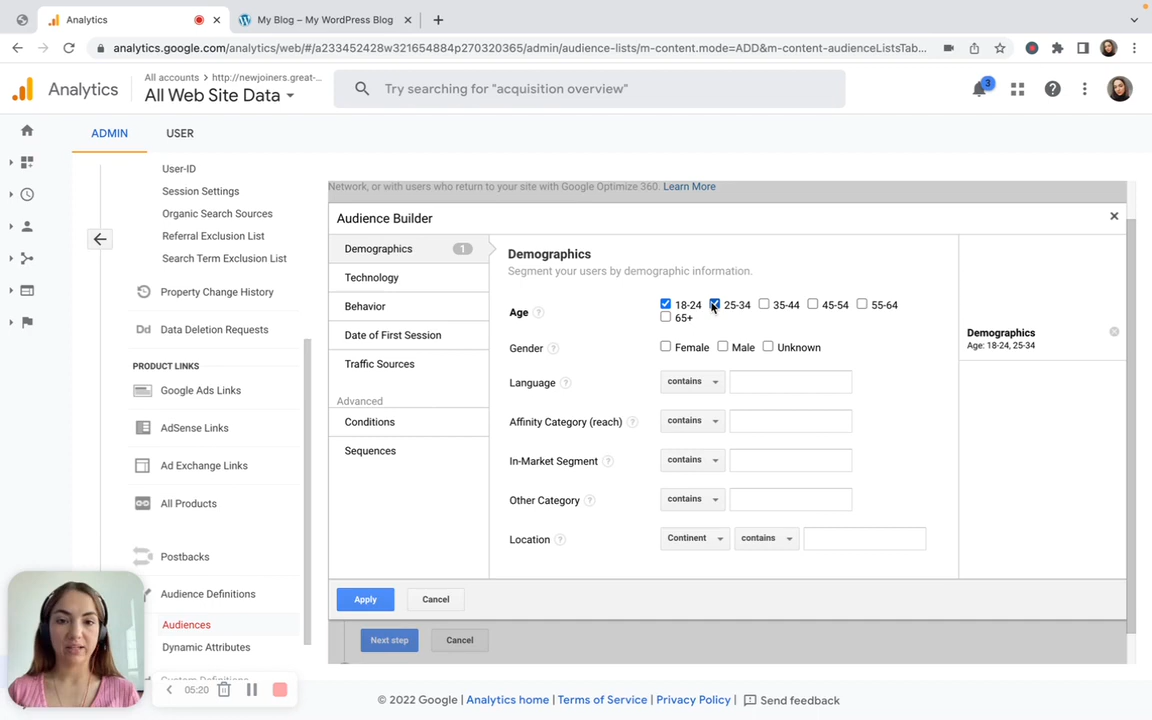 Analytics
My Blog – My WordPress Blog
analytics.google.com/analytics/web/#/a233452428w321654884p270320365/admin/audience-lists/m-content.mode=ADD&m-content-audienceListsTab...
Analytics
All accounts > http://newjoiners.great-...
All Web Site Data
Try searching for "acquisition overview"
3
ADMIN
USER
User-ID
Session Settings
Organic Search Sources
Referral Exclusion List
Search Term Exclusion List
Property Change History
Dd Data Deletion Requests
PRODUCT LINKS
Google Ads Links
AdSense Links
Ad Exchange Links
All Products
Postbacks
Audience Definitions
Audiences
Dynamic Attributes
Network, or with users who return to your site with Google Optimize 360. Learn More
Audience Builder
Demographics 1
Technology
Behavior
Date of First Session
Traffic Sources
Advanced
Conditions
Sequences
Demographics
Segment your users by demographic information.
Age ? 18-24 25-34 35-44 45-54 55-64
65+
Gender ? Female Male Unknown
Language ? contains
Affinity Category (reach) ? contains
In-Market Segment ? contains
Other Category ? contains
Location ? Continent contains
Demographics
Age: 18-24, 25-34
Apply
Cancel
Next step
Cancel
05:20
© 2022 Google | Analytics home | Terms of Service | Privacy Policy | Send feedback